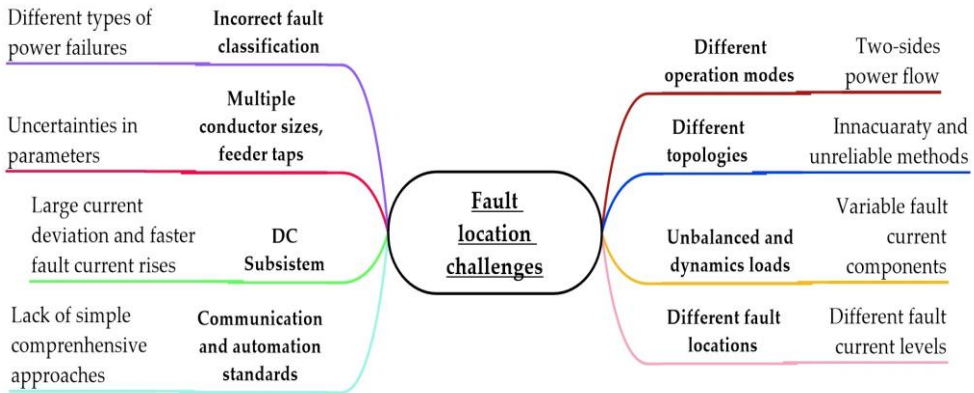 Different types of
power failures
Incorrect fault
classification
Uncertainties in
parameters
Multiple
conductor sizes,
feeder taps
Large current
deviation and faster
fault current rises
DC
Subsistem
Lack of simple
comprenhensive
approaches
Communication
and automation
standards
Fault
location
challenges
Different
operation modes
Two-sides
power flow
Different
topologies
Innacuaraty and
unreliable methods
Unbalanced and
dynamics loads
Variable fault
current
components
Different fault
locations
Different fault
current levels